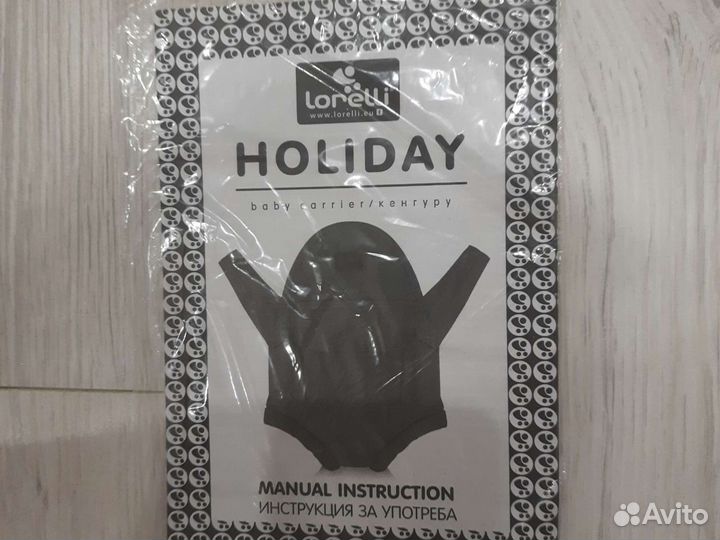 lorelli
www.lorelli.eu
HOLiDAY
baby carrier/кенгуру
MANUAL INSTRUCTION
ИНСТРУКЦИЯ ЗА УПОТРЕБА
Avito